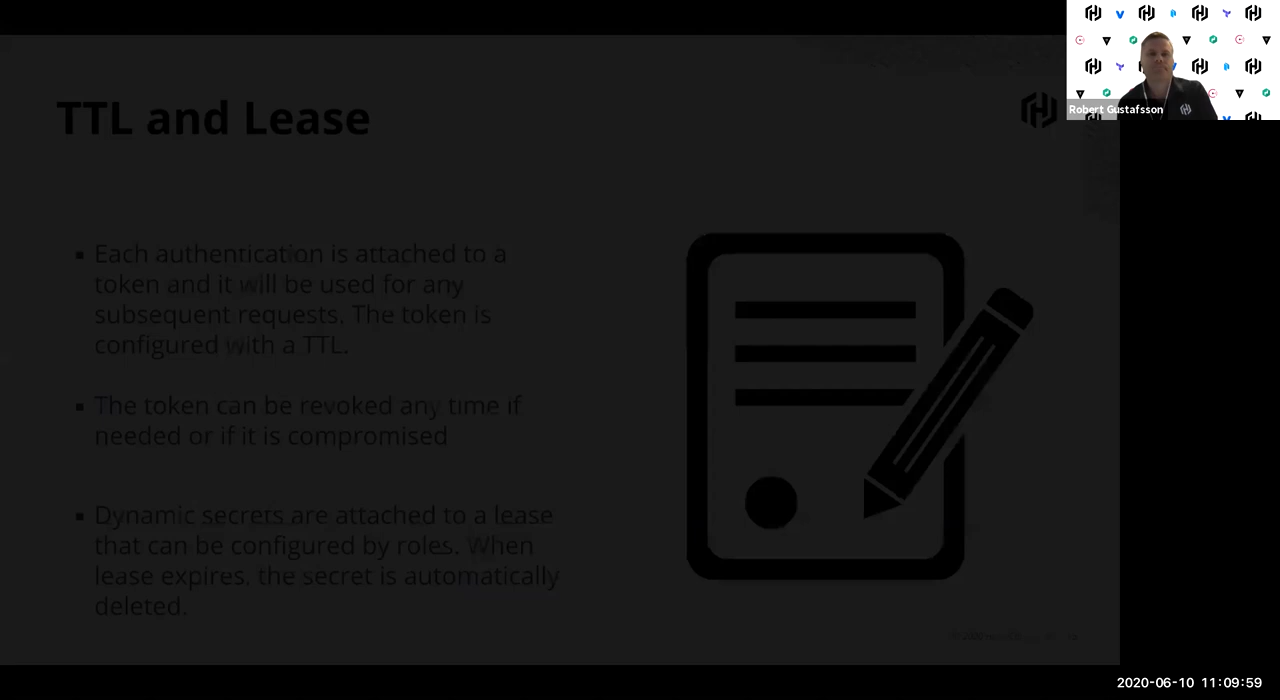 Robert Gustafsson
TTL and Lease
▪ Each authentication is attached to a
token and it will be used for any
subsequent requests. The token is
configured with a TTL.
▪ The token can be revoked any time if
needed or if it is compromised
▪ Dynamic secrets are attached to a lease
that can be configured by roles. When
lease expires, the secret is automatically
deleted.
2020-06-10 11:09:59